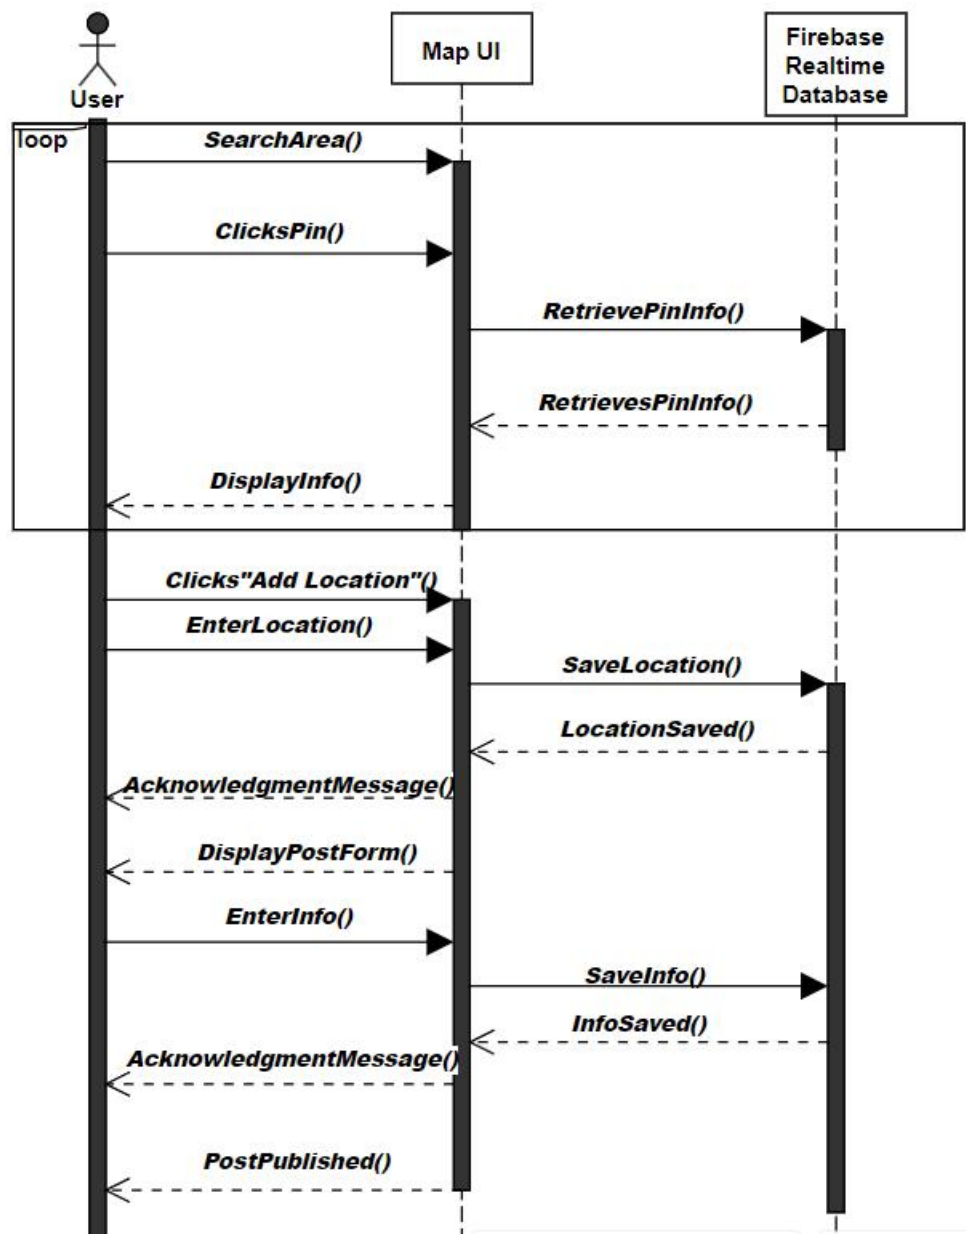 User
Map UI
Firebase
Realtime
Database
loop
SearchArea()
ClicksPin()
RetrievePinInfo()
RetrievesPinInfo()
DisplayInfo()
Clicks"Add Location"()
EnterLocation()
SaveLocation()
LocationSaved()
AcknowledgmentMessage()
DisplayPostForm()
EnterInfo()
SaveInfo()
InfoSaved()
AcknowledgmentMessage()
PostPublished()